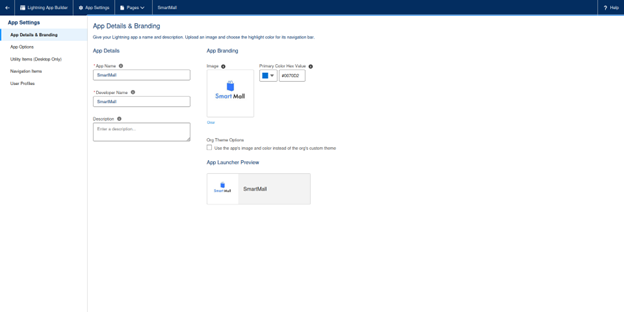 Lightning App Builder
App Settings
Pages
SmartMall
? Help
App Settings
App Details & Branding
App Options
Utility Items (Desktop Only)
Navigation Items
User Profiles
App Details & Branding
Give your Lightning app a name and description. Upload an image and choose the highlight color for its navigation bar.
App Details
* App Name
SmartMall
* Developer Name
SmartMall
Description
Enter a description...
App Branding
Image
Smart Mall
Primary Color Hex Value
#0070D2
Org Theme Options
Use the app's image and color instead of the org's custom theme
App Launcher Preview
Smart Mall
SmartMall